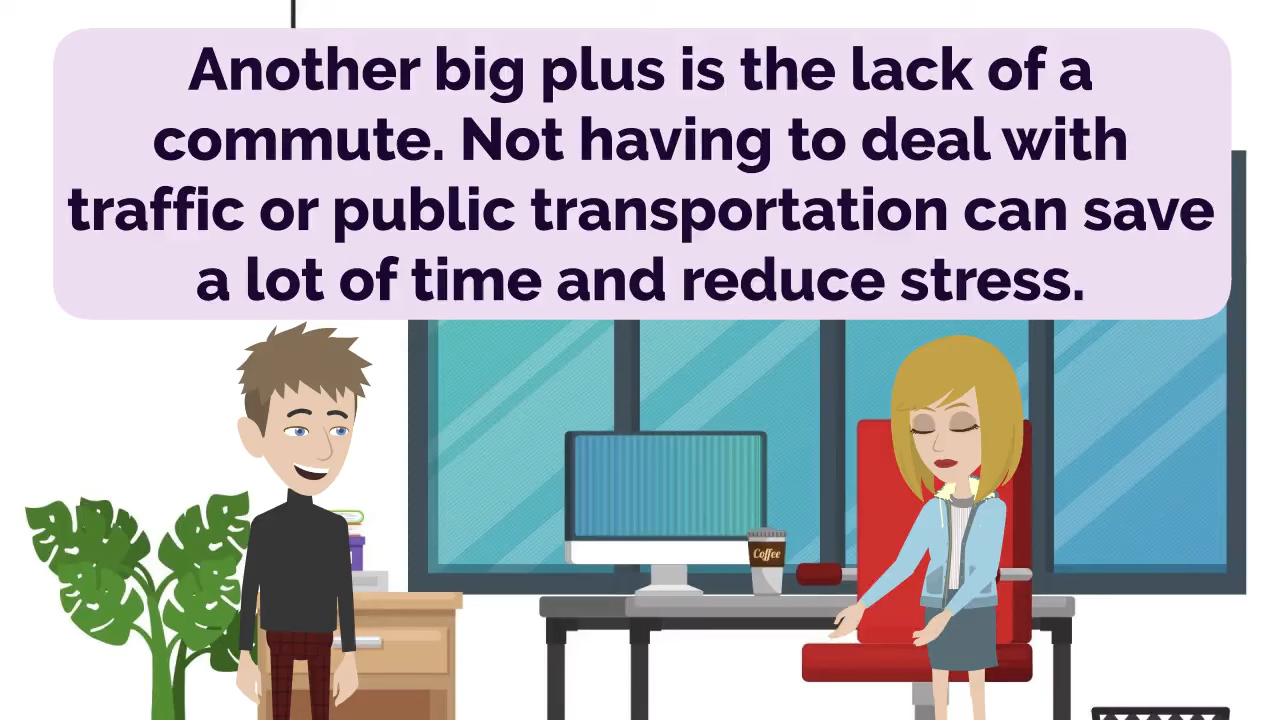 Another big plus is the lack of a
commute. Not having to deal with
traffic or public transportation can save
a lot of time and reduce stress.
Coffee